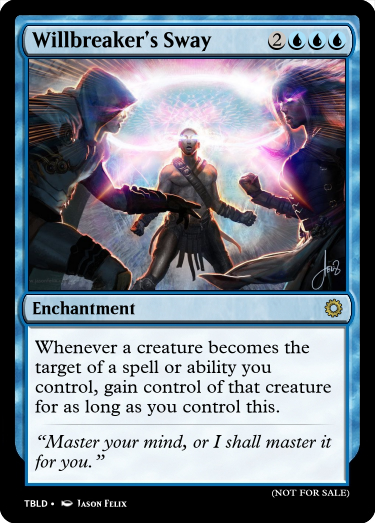 Willbreaker's Sway
2
Enchantment
Whenever a creature becomes the
target of a spell or ability you
control, gain control of that creature
for as long as you control this.
“Master your mind, or I shall master it
for you.”
(NOT FOR SALE)
TBLD • Jason Felix